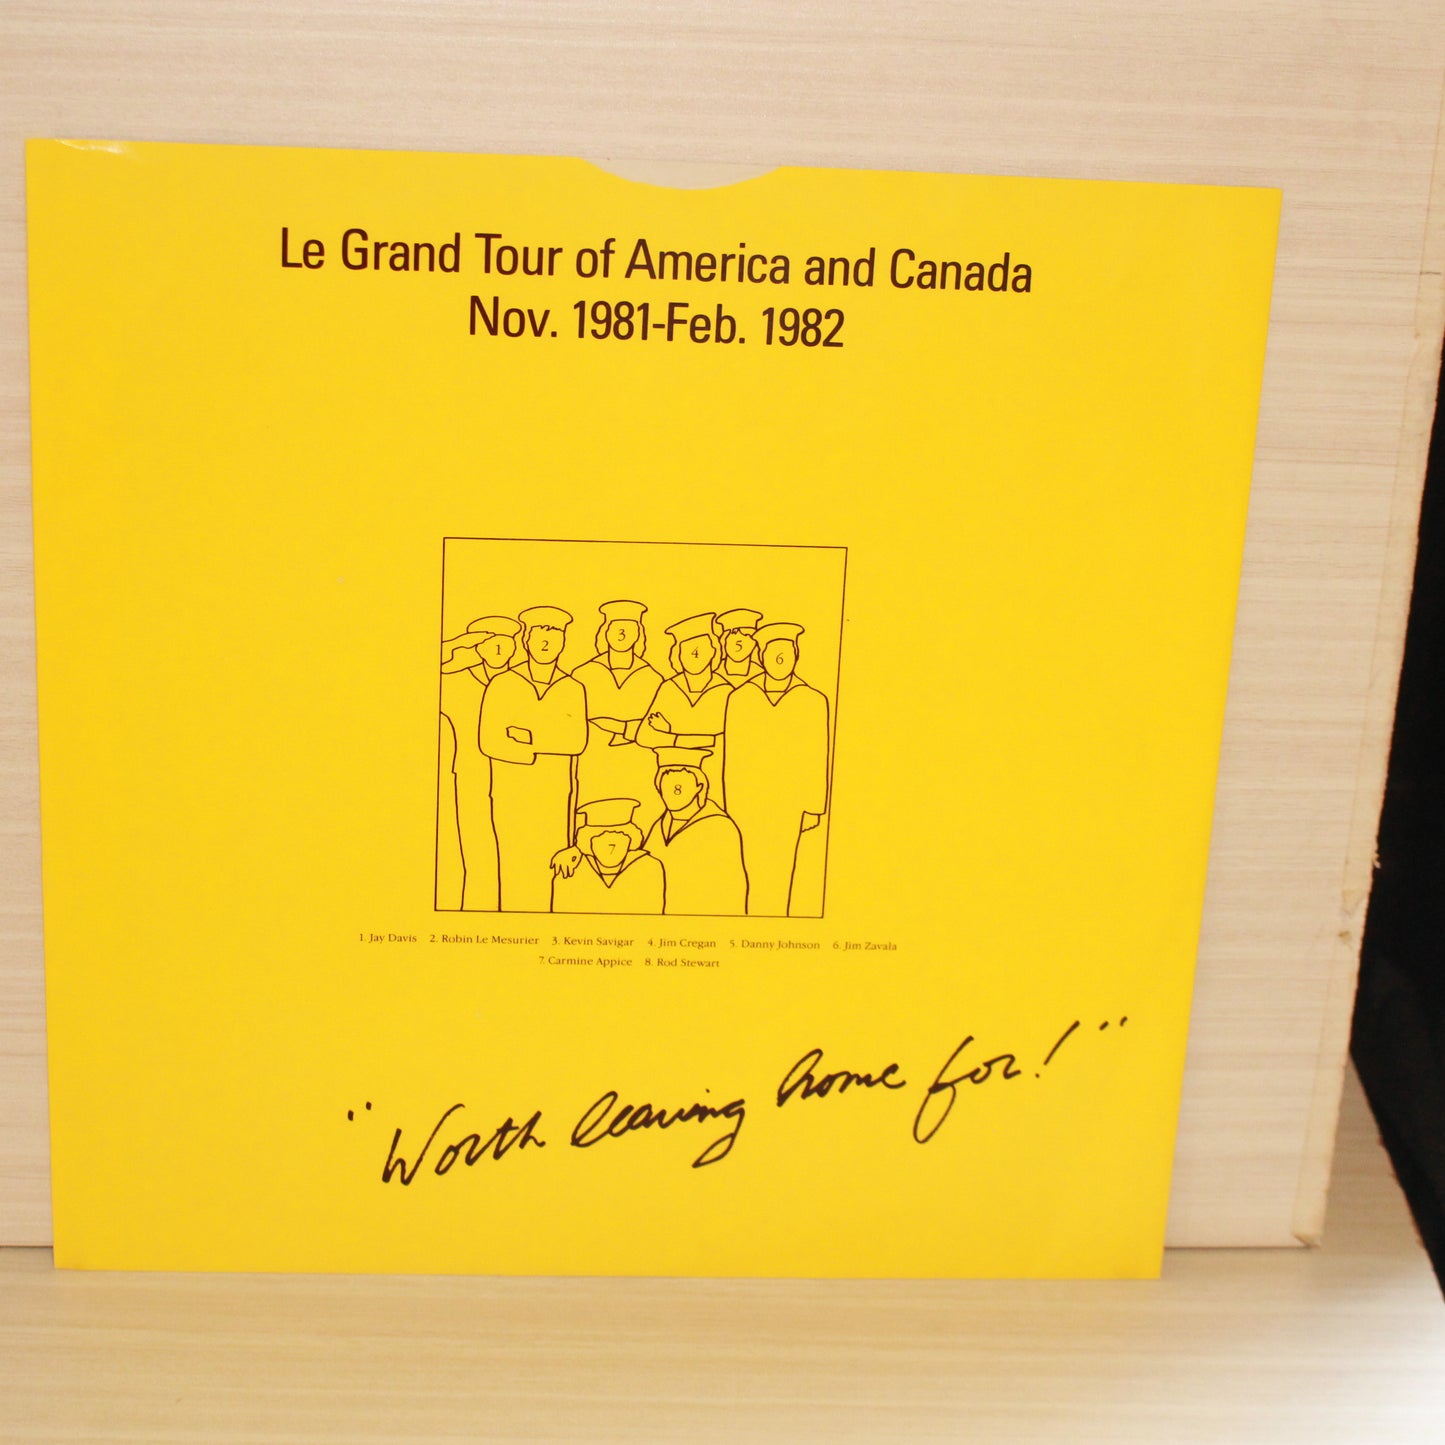 Le Grand Tour of America and Canada
Nov. 1981-Feb. 1982
1 2 3 4 5 6
8
7
1. Jay Davis 2. Robin Le Mesurier 3. Kevin Savigar 4. Jim Cregan 5. Danny Johnson 6. Jim Zavala
7. Carmine Appice 8. Rod Stewart
"Worth leaving home for!"